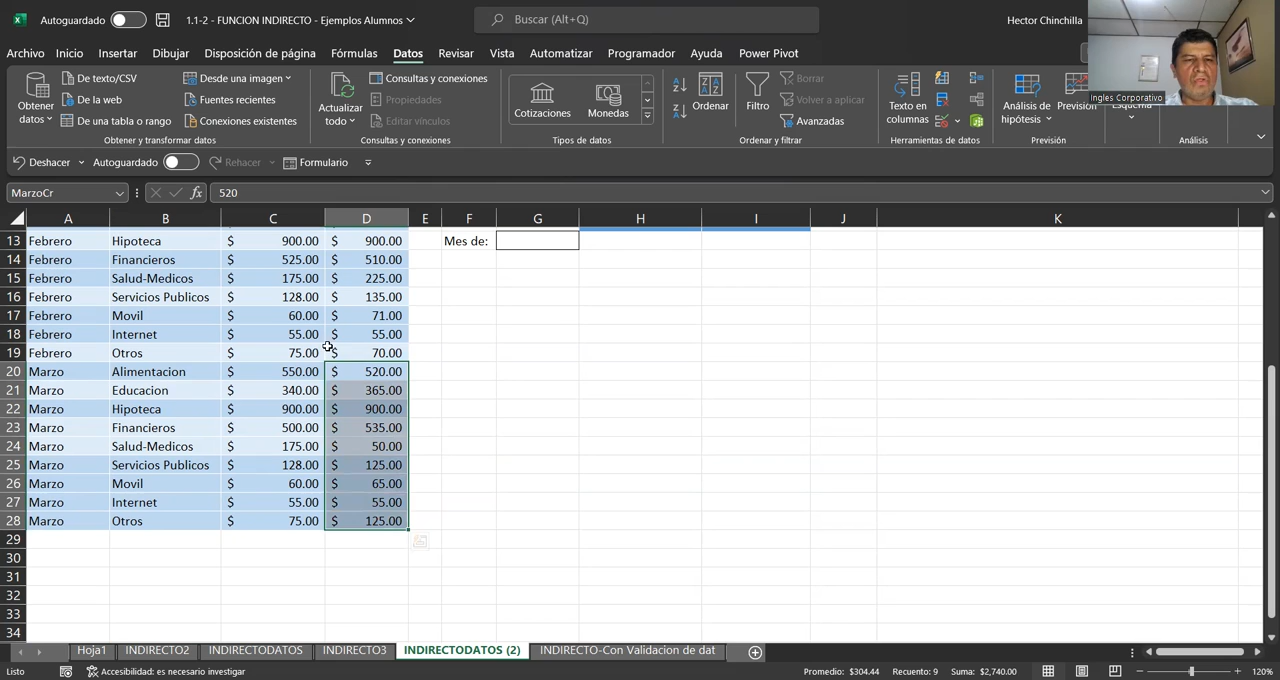 Autoguardado 1.1-2 - FUNCION INDIRECTO - Ejemplos Alumnos Buscar (Alt+Q) Hector Chinchilla
Archivo Inicio Insertar Dibujar Disposición de página Fórmulas Datos Revisar Vista Automatizar Programador Ayuda Power Pivot
Obtener datos
De texto/CSV
De la web
De una tabla o rango
Desde una imagen
Fuentes recientes
Conexiones existentes
Obtener y transformar datos
Actualizar todo
Consultas y conexiones
Propiedades
Editar vínculos
Consultas y conexiones
Cotizaciones Monedas
Tipos de datos
Ordenar
Filtro
Borrar
Volver a aplicar
Avanzadas
Ordenar y filtrar
Texto en columnas
Herramientas de datos
Análisis de hipótesis
Previsión
Análisis
Ingles Corporativo
Deshacer Autoguardado Rehacer Formulario
MarzoCr fx 520
A B C D E F G H I J K
13 Febrero Hipoteca $ 900.00 $ 900.00 Mes de:
14 Febrero Financieros $ 525.00 $ 510.00
15 Febrero Salud-Medicos $ 175.00 $ 225.00
16 Febrero Servicios Publicos $ 128.00 $ 135.00
17 Febrero Movil $ 60.00 $ 71.00
18 Febrero Internet $ 55.00 $ 55.00
19 Febrero Otros $ 75.00 $ 70.00
20 Marzo Alimentacion $ 550.00 $ 520.00
21 Marzo Educacion $ 340.00 $ 365.00
22 Marzo Hipoteca $ 900.00 $ 900.00
23 Marzo Financieros $ 500.00 $ 535.00
24 Marzo Salud-Medicos $ 175.00 $ 50.00
25 Marzo Servicios Publicos $ 128.00 $ 125.00
26 Marzo Movil $ 60.00 $ 65.00
27 Marzo Internet $ 55.00 $ 55.00
28 Marzo Otros $ 75.00 $ 125.00
29
30
31
32
33
34
Hoja1 INDIRECTO2 INDIRECTODATOS INDIRECTO3 INDIRECTODATOS (2) INDIRECTO-Con Validacion de dat
Listo Accesibilidad: es necesario investigar Promedio: $304.44 Recuento: 9 Suma: $2,740.00 120%